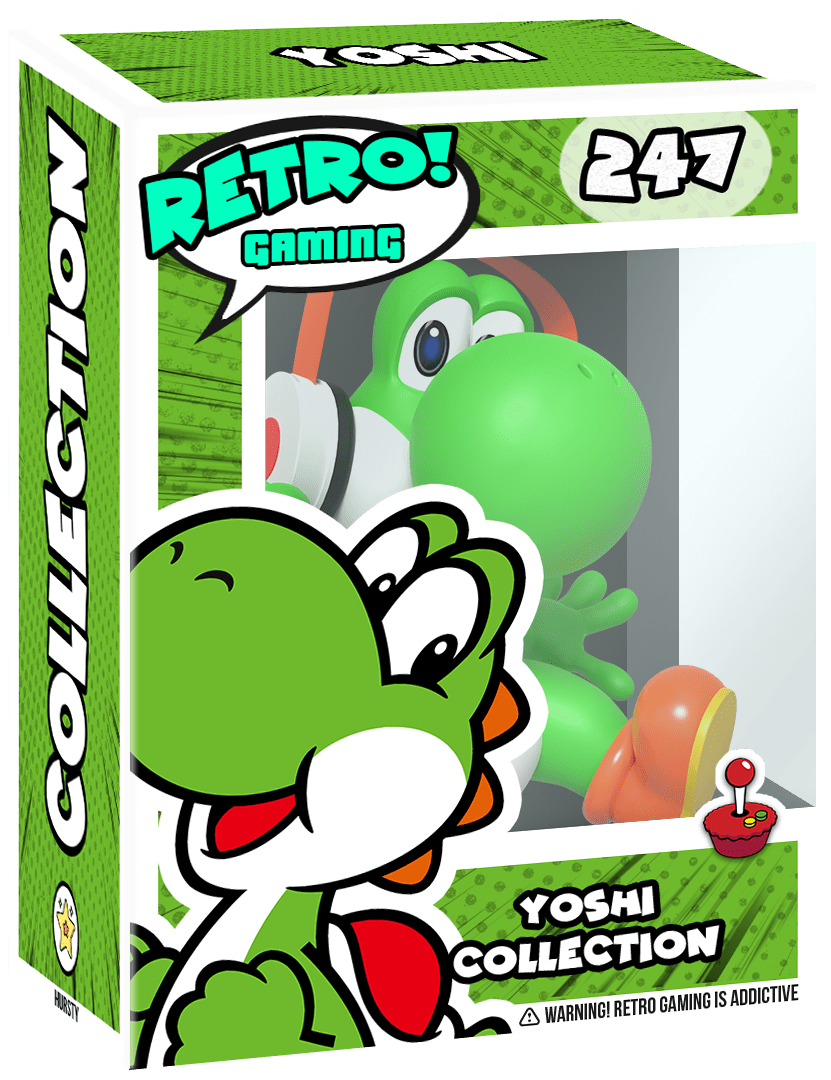 YOSHI
RETRO!
GAMING
247
COLLECTION
YOSHI
COLLECTION
HURSTY
WARNING! RETRO GAMING IS ADDICTIVE